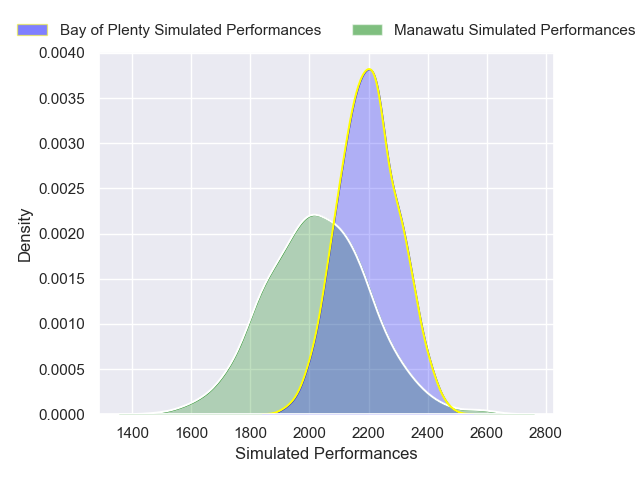 Bay of Plenty Simulated Performances
Manawatu Simulated Performances
0.0040
0.0035
0.0030
0.0025
0.0020
0.0015
0.0010
0.0005
0.0000
Density
1400 1600 1800 2000 2200 2400 2600 2800
Simulated Performances